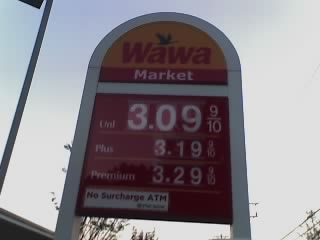 Wawa
Market
Unl 3.09 9/10
Plus 3.19 9/10
Premium 3.29 9/10
No Surcharge ATM